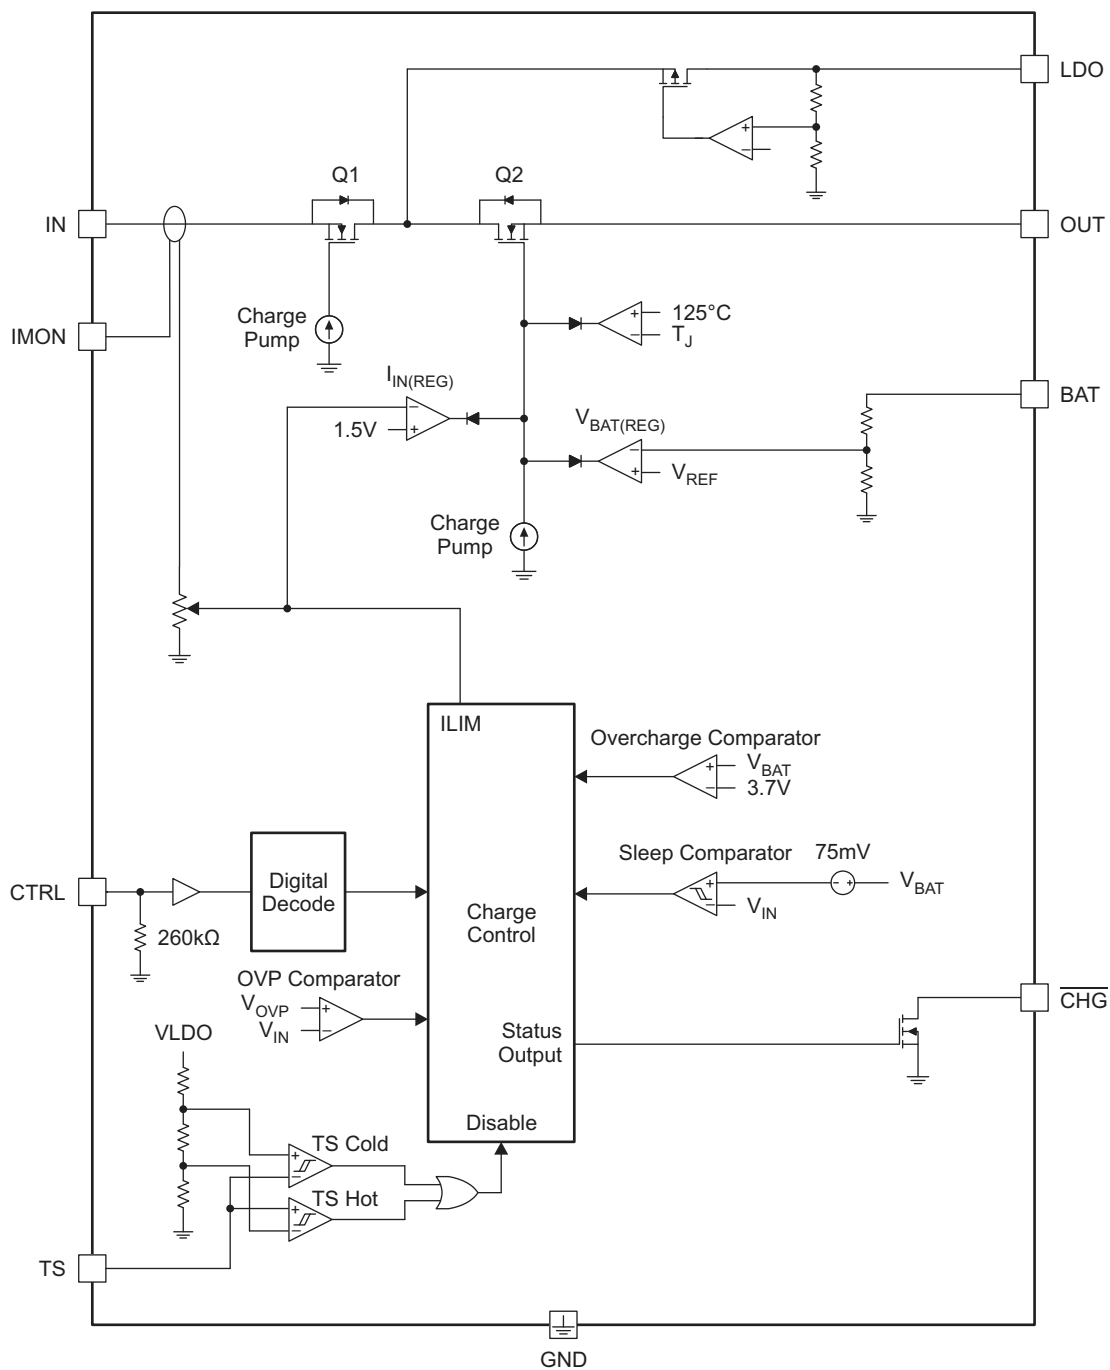 LDO
Q1
Q2
IN
OUT
125°C
Charge
Pump
T_J
IMON
I_IN(REG)
BAT
1.5V
V_BAT(REG)
V_REF
Charge
Pump
ILIM
Overcharge Comparator
V_BAT
3.7V
Sleep Comparator
75mV
CTRL
Digital
Decode
V_BAT
V_IN
Charge
Control
260kΩ
OVP Comparator
V_OVP
V_IN
CHG
VLDO
Status
Output
Disable
TS Cold
TS Hot
TS
GND